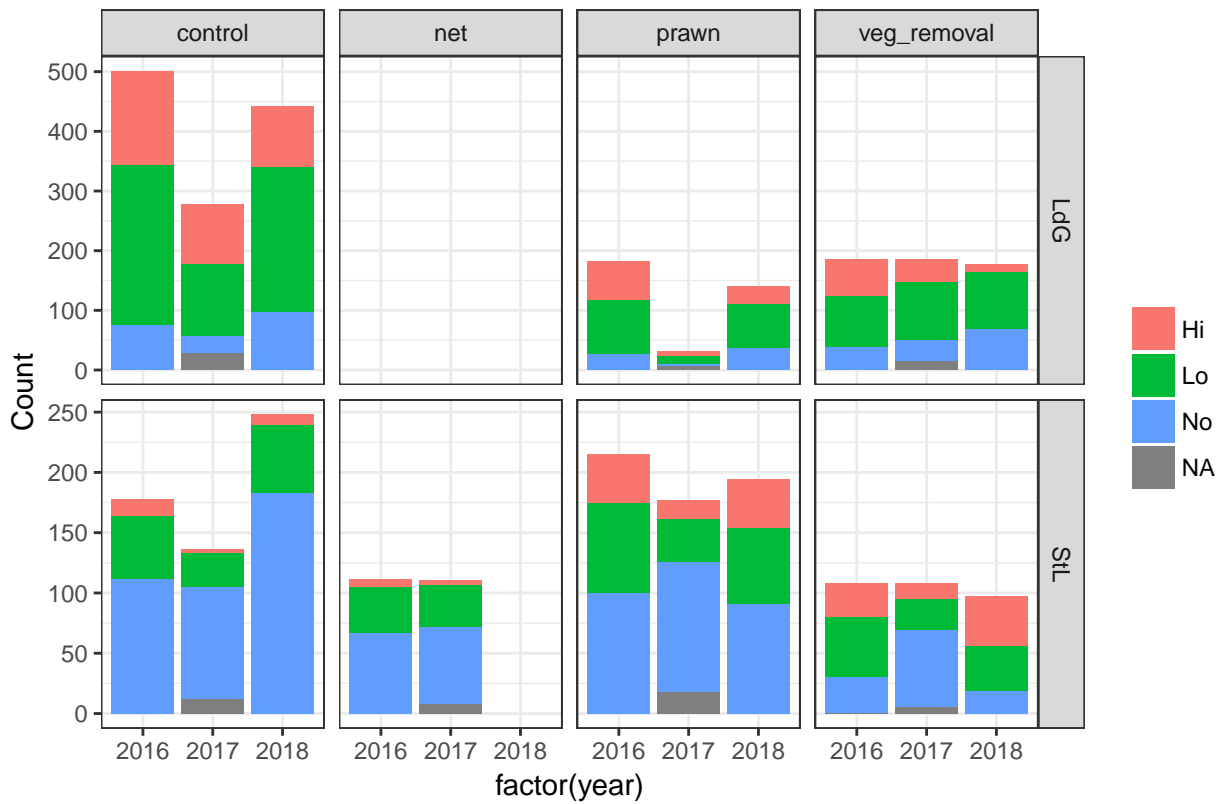 control net prawn veg_removal
500
400
300
200
100
0
LdG
250
200
150
100
50
0
StL
Count
2016 2017 2018 2016 2017 2018 2016 2017 2018 2016 2017 2018
factor(year)
Hi
Lo
No
NA